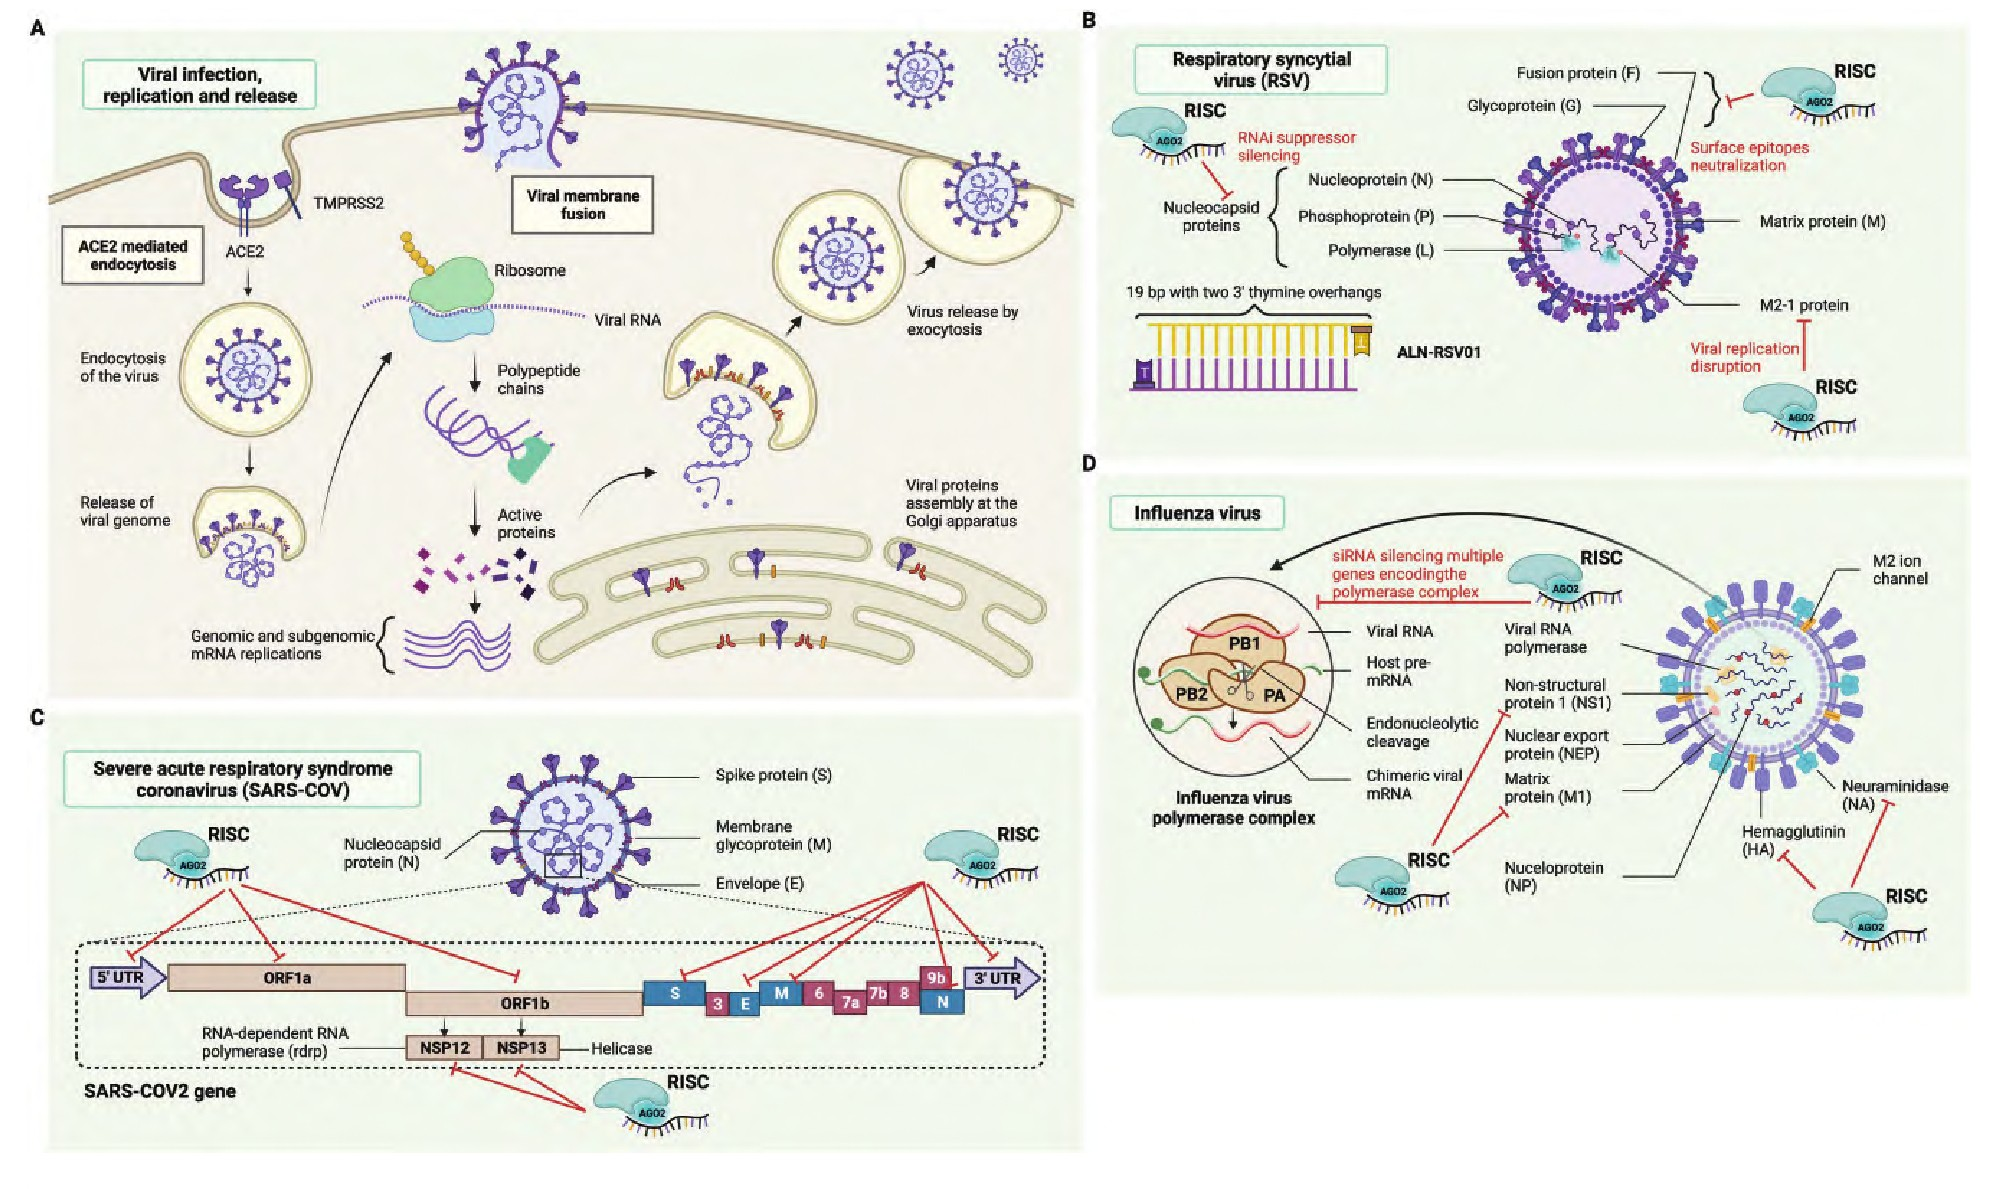 A
Viral infection,
replication and release
TMPRSS2
ACE2 mediated
endocytosis
ACE2
Viral membrane
fusion
Ribosome
Viral RNA
Endocytosis
of the virus
Polypeptide
chains
Virus release by
exocytosis
Release of
viral genome
Active
proteins
Viral proteins
assembly at the
Golgi apparatus
Genomic and subgenomic
mRNA replications
B
Respiratory syncytial
virus (RSV)
RISC
AGO2
RNAi suppressor
silencing
Nucleocapsid
proteins
Nucleoprotein (N)
Phosphoprotein (P)
Polymerase (L)
Fusion protein (F)
Glycoprotein (G)
RISC
AGO2
Surface epitopes
neutralization
Matrix protein (M)
M2-1 protein
Viral replication
disruption
RISC
AGO2
19 bp with two 3' thymine overhangs
T
T
ALN-RSV01
C
Severe acute respiratory syndrome
coronavirus (SARS-COV)
RISC
AGO2
Nucleocapsid
protein (N)
Spike protein (S)
Membrane
glycoprotein (M)
Envelope (E)
RISC
AGO2
5' UTR
ORF1a
ORF1b
S
3
E
M
6
7a
7b
8
9b
N
3' UTR
RNA-dependent RNA
polymerase (rdrp)
NSP12
NSP13
Helicase
SARS-COV2 gene
RISC
AGO2
D
Influenza virus
siRNA silencing multiple
genes encodingthe
polymerase complex
RISC
AGO2
M2 ion
channel
PB1
PB2
PA
Viral RNA
Host pre-
mRNA
Endonucleolytic
cleavage
Chimeric viral
mRNA
Influenza virus
polymerase complex
Viral RNA
polymerase
Non-structural
protein 1 (NS1)
Nuclear export
protein (NEP)
Matrix
protein (M1)
Nuceloprotein
(NP)
Neuraminidase
(NA)
Hemagglutinin
(HA)
RISC
AGO2
RISC
AGO2